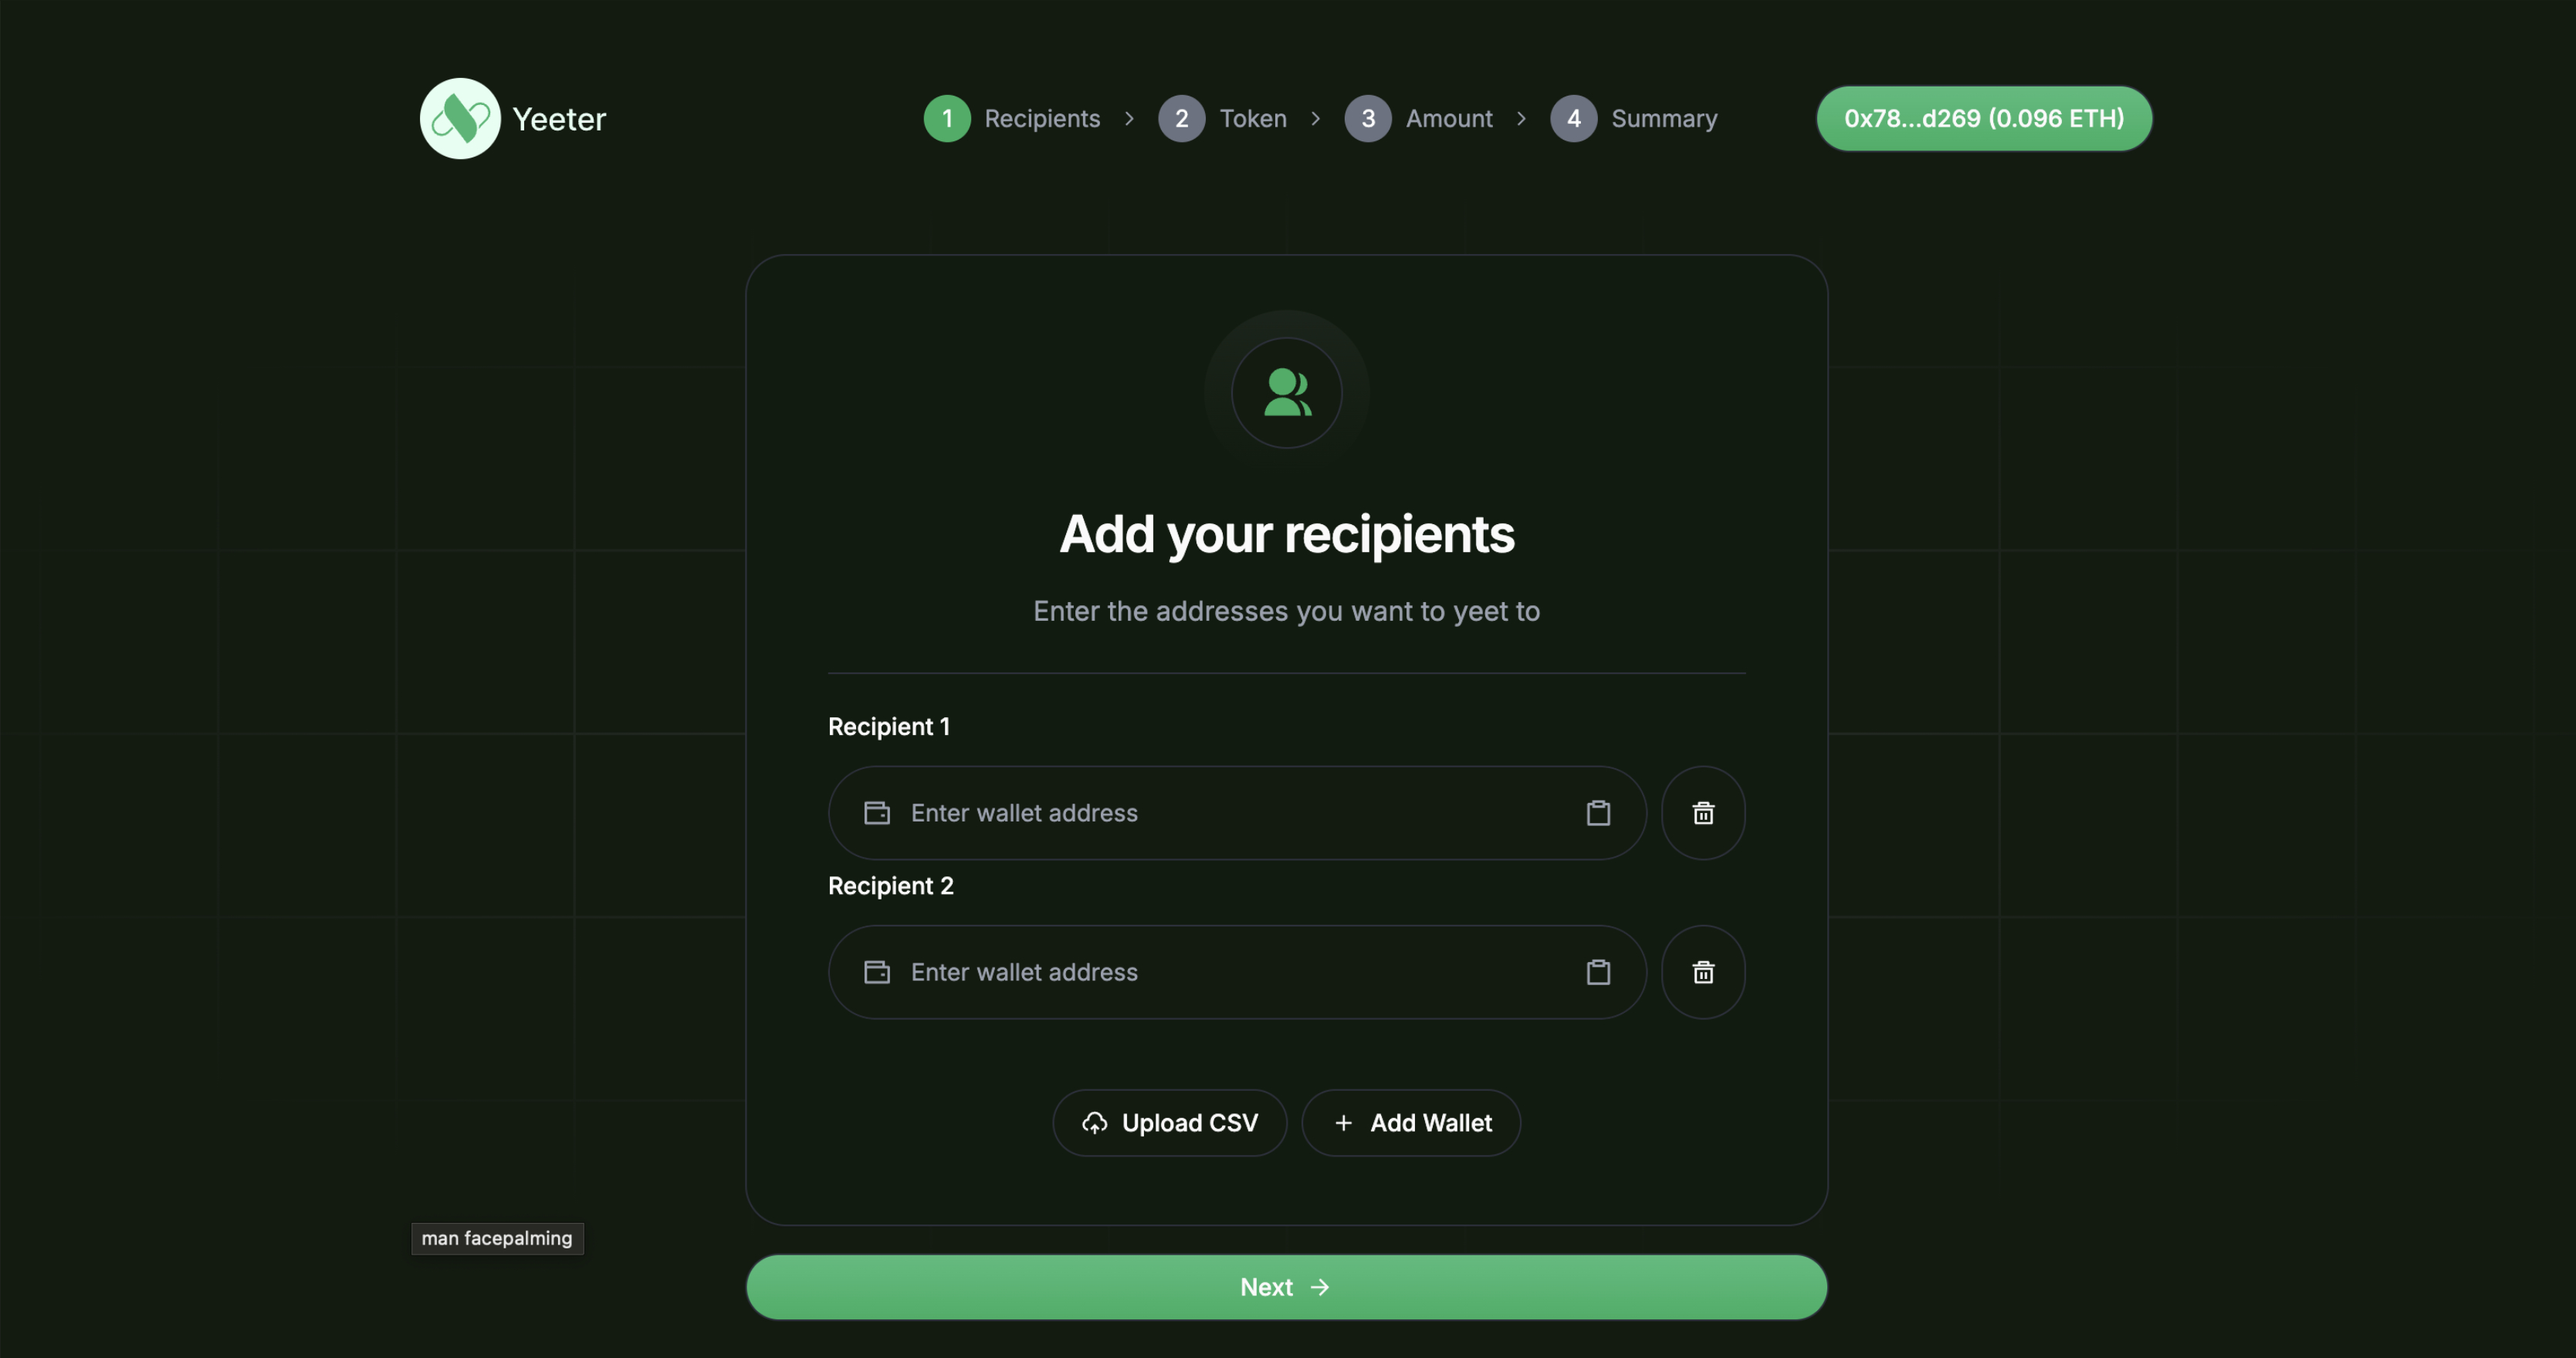 Yeeter
1 Recipients > 2 Token > 3 Amount > 4 Summary
0x78...d269 (0.096 ETH)
Add your recipients
Enter the addresses you want to yeet to
Recipient 1
Enter wallet address
Recipient 2
Enter wallet address
Upload CSV
+ Add Wallet
man facepalming
Next →